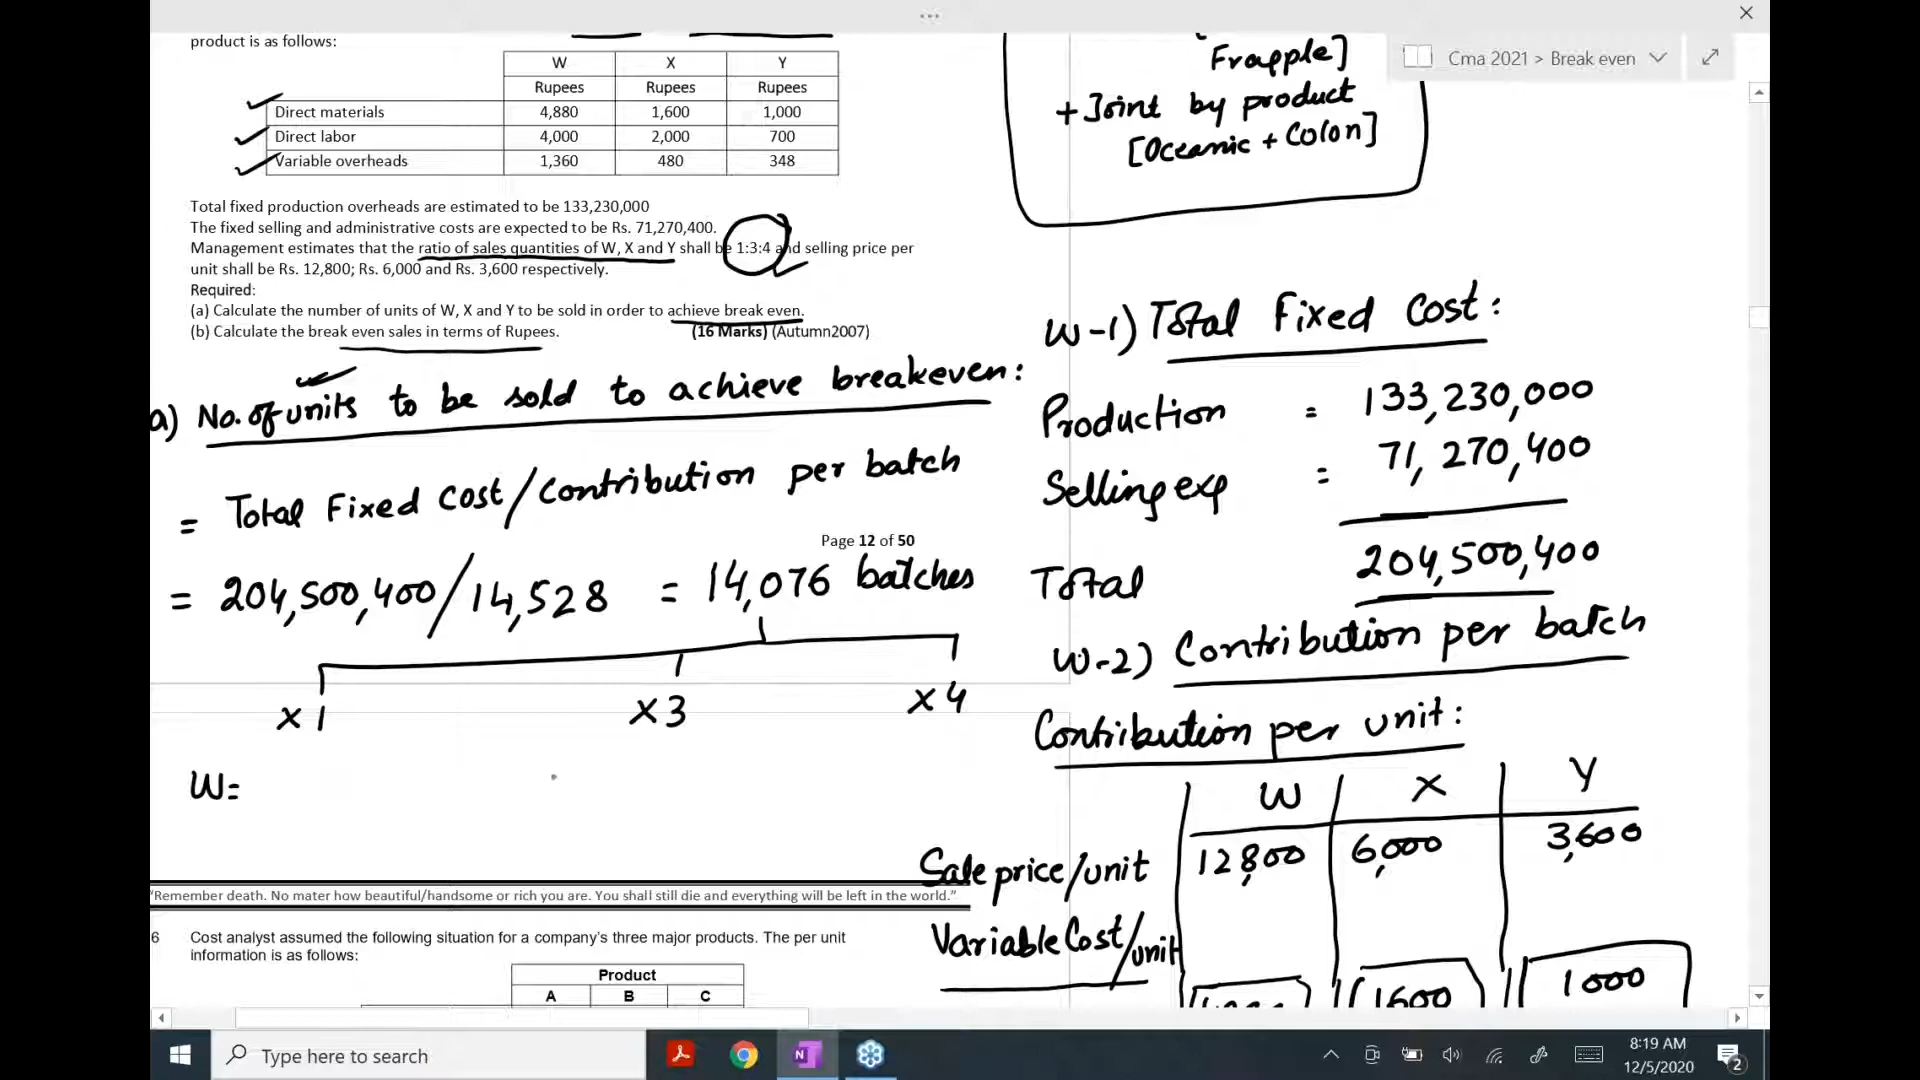 ...
product is as follows:
W X Y
Rupees Rupees Rupees
Direct materials 4,880 1,600 1,000
Direct labor 4,000 2,000 700
Variable overheads 1,360 480 348
Total fixed production overheads are estimated to be 133,230,000
The fixed selling and administrative costs are expected to be Rs. 71,270,400.
Management estimates that the ratio of sales quantities of W, X and Y shall be 1:3:4 and selling price per
unit shall be Rs. 12,800; Rs. 6,000 and Rs. 3,600 respectively.
Required:
(a) Calculate the number of units of W, X and Y to be sold in order to achieve break even.
(b) Calculate the break even sales in terms of Rupees. (16 Marks) (Autumn2007)
a) No. of units to be sold to achieve breakeven:
= Total Fixed Cost/Contribution per batch
Page 12 of 50
= 204,500,400/14,528 = 14,076 batches
x1 x3 x4
W=
"Remember death. No mater how beautiful/handsome or rich you are. You shall still die and everything will be left in the world."
6 Cost analyst assumed the following situation for a company's three major products. The per unit
information is as follows:
Product
A B C
Cma 2021 > Break even
Frapple]
+ Joint by product
[Oceanic + Colon]
W-1) Total Fixed Cost:
Production = 133,230,000
Selling exp = 71,270,400
Total 204,500,400
W-2) Contribution per batch
Contribution per unit:
W X Y
Sale price/unit 12,800 6,000 3,600
Variable Cost/unit
1600 1000
Type here to search
8:19 AM
12/5/2020
2